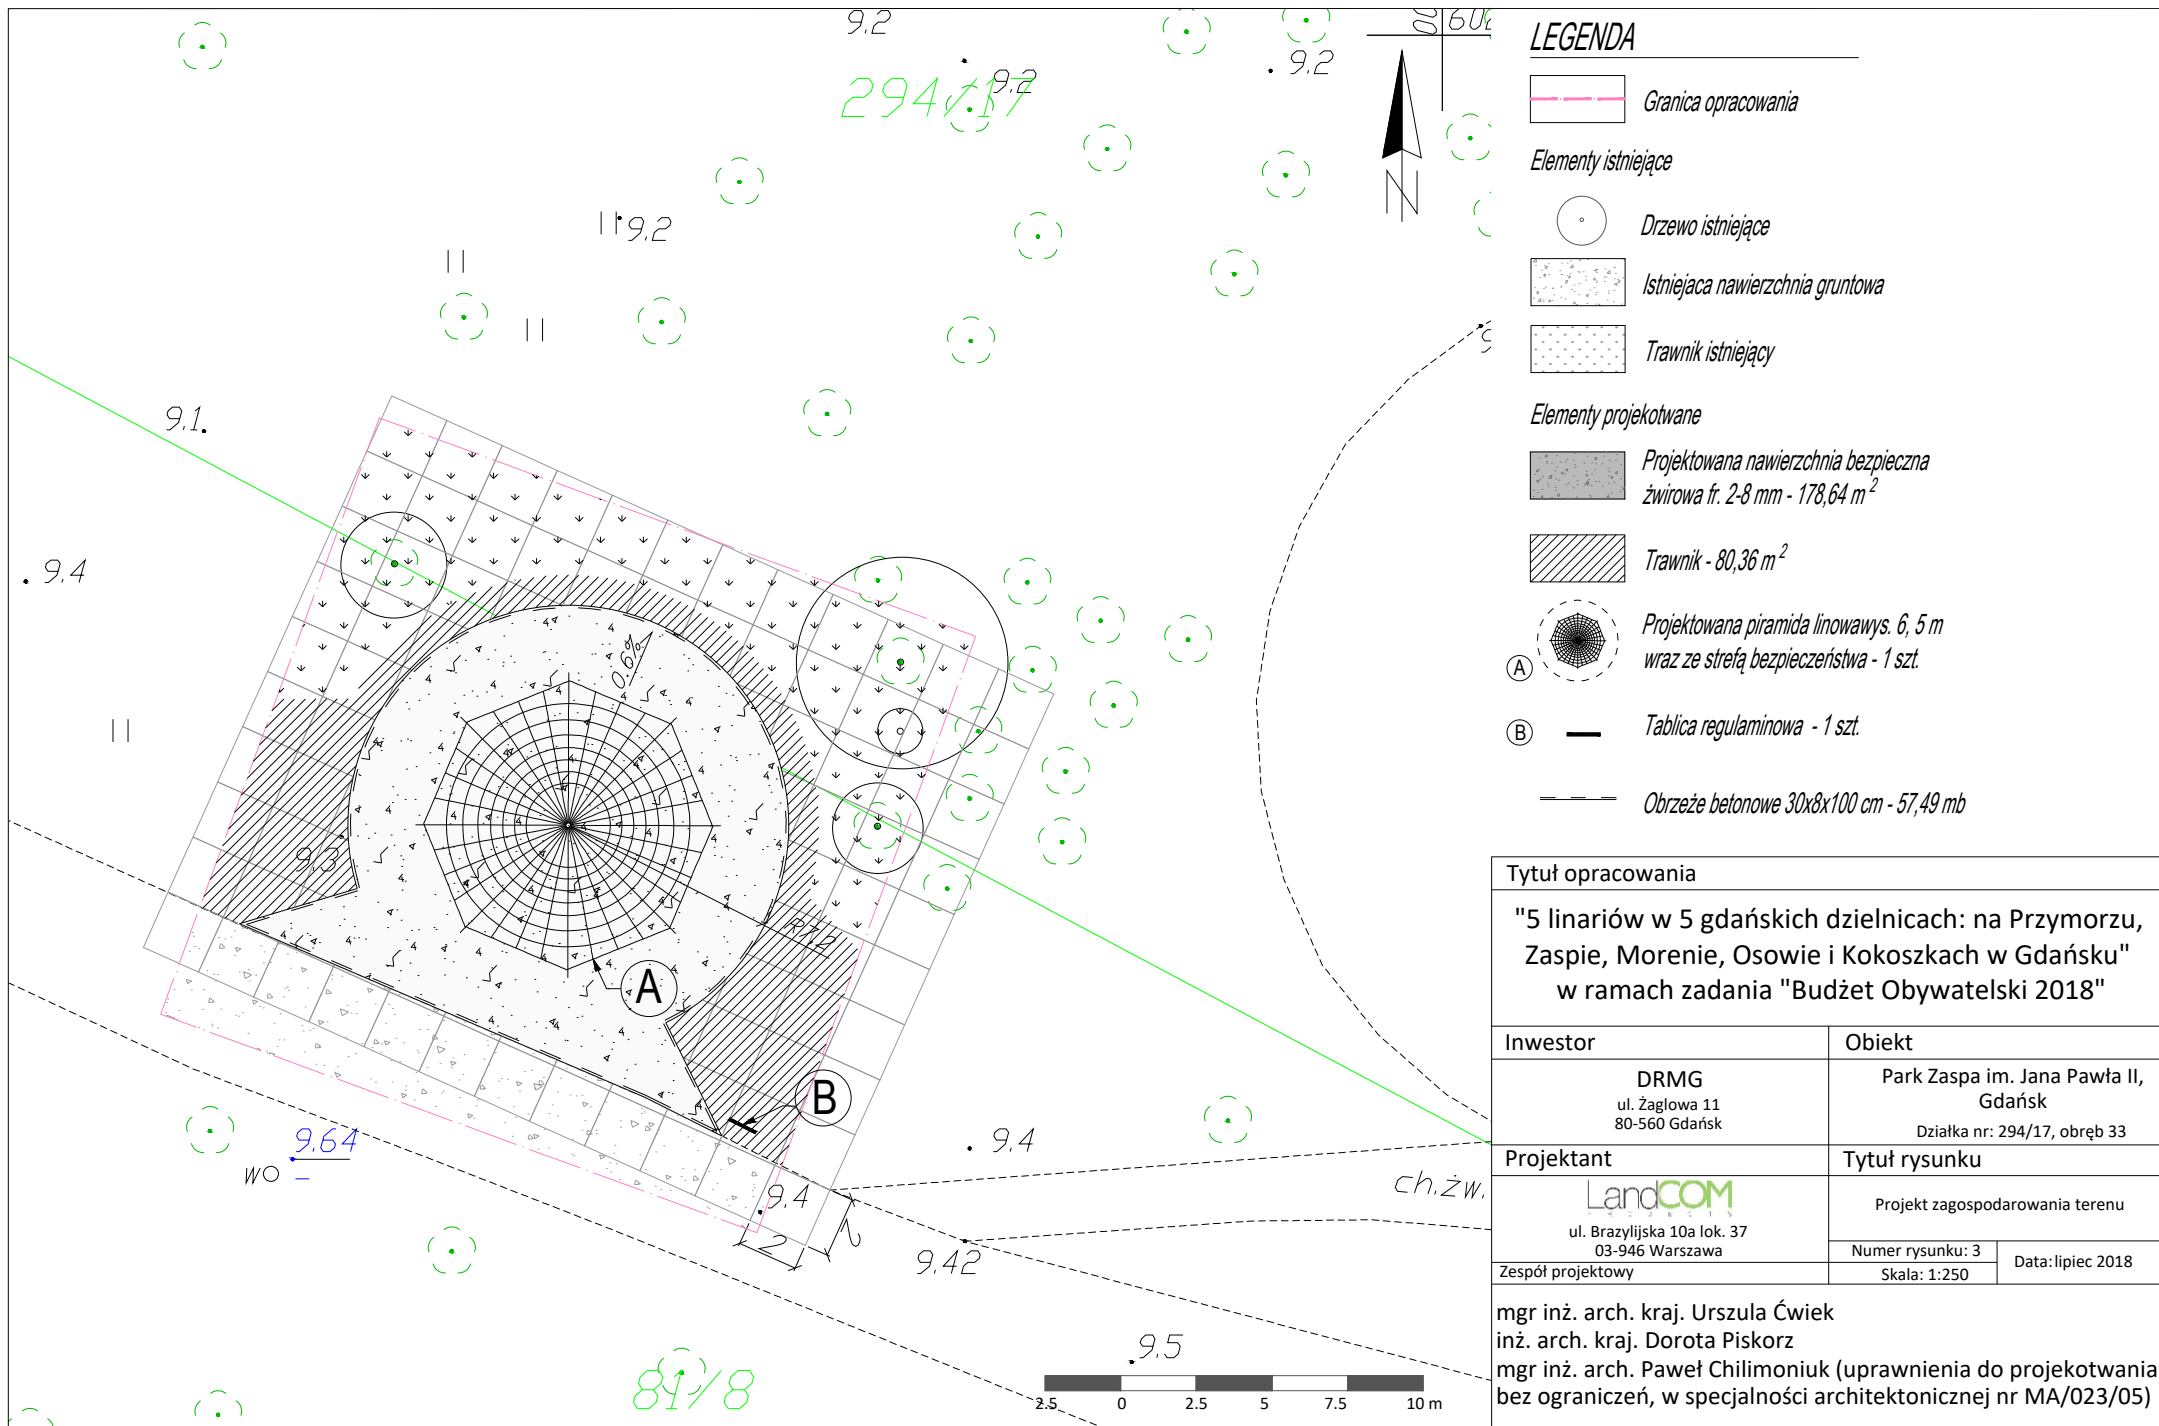 9.2
9.2
9.2
294/17
9.2
9.1
9.4
0.6%
9.3
R7.2
A
B
9.64
w
9.4
9.4
ch.żw.
2
2
9.42
9.5
81/8
2.5 0 2.5 5 7.5 10 m
N
LEGENDA
Granica opracowania
Elementy istniejące
Drzewo istniejące
Istniejaca nawierzchnia gruntowa
Trawnik istniejący
Elementy projekotwane
Projektowana nawierzchnia bezpieczna
żwirowa fr. 2-8 mm - 178,64 m 2
Trawnik - 80,36 m 2
Projektowana piramida linowawys. 6, 5 m
wraz ze strefą bezpieczeństwa - 1 szt.
A
B
Tablica regulaminowa - 1 szt.
Obrzeże betonowe 30x8x100 cm - 57,49 mb
Tytuł opracowania
"5 linariów w 5 gdańskich dzielnicach: na Przymorzu,
Zaspie, Morenie, Osowie i Kokoszkach w Gdańsku"
w ramach zadania "Budżet Obywatelski 2018"
Inwestor
Obiekt
DRMG
ul. Żaglowa 11
80-560 Gdańsk
Park Zaspa im. Jana Pawła II,
Gdańsk
Działka nr: 294/17, obręb 33
Projektant
Tytuł rysunku
LandCOM
ul. Brazylijska 10a lok. 37
03-946 Warszawa
Projekt zagospodarowania terenu
Zespół projektowy
Numer rysunku: 3
Skala: 1:250
Data:lipiec 2018
mgr inż. arch. kraj. Urszula Ćwiek
inż. arch. kraj. Dorota Piskorz
mgr inż. arch. Paweł Chilimoniuk (uprawnienia do projekotwania
bez ograniczeń, w specjalności architektonicznej nr MA/023/05)